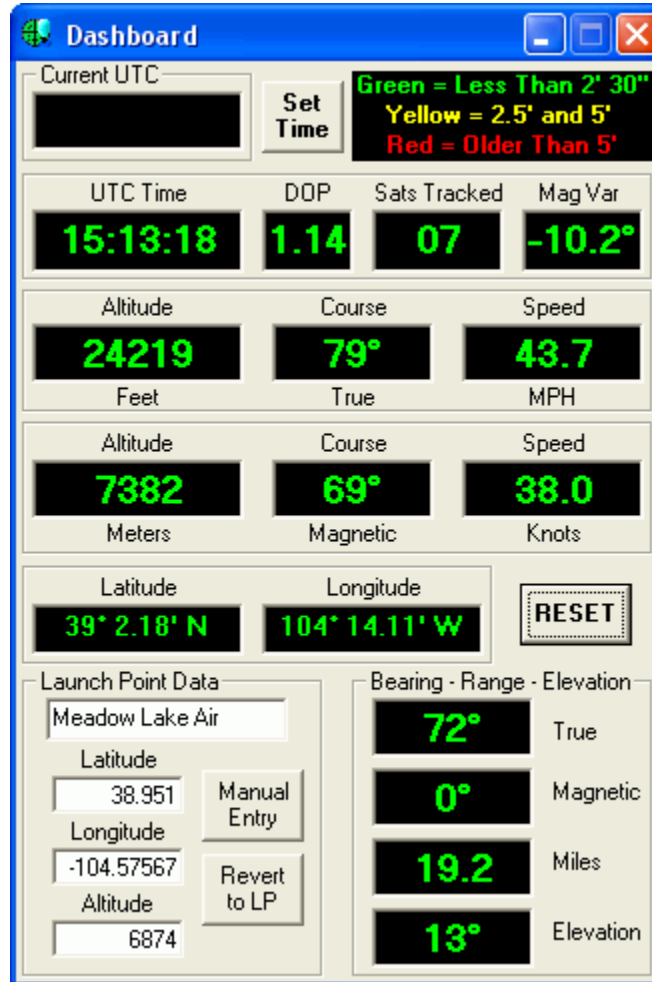 Dashboard
Current UTC
Set
Time
Green = Less Than 2' 30"
Yellow = 2.5' and 5'
Red = Older Than 5'
UTC Time DOP Sats Tracked Mag Var
15:13:18 1.14 07 -10.2°
Altitude Course Speed
24219 79° 43.7
Feet True MPH
Altitude Course Speed
7382 69° 38.0
Meters Magnetic Knots
Latitude Longitude
39° 2.18' N 104° 14.11' W
RESET
Launch Point Data
Meadow Lake Air
Latitude
38.951
Longitude
-104.57567
Altitude
6874
Manual
Entry
Revert
to LP
Bearing - Range - Elevation
72° True
0° Magnetic
19.2 Miles
13° Elevation